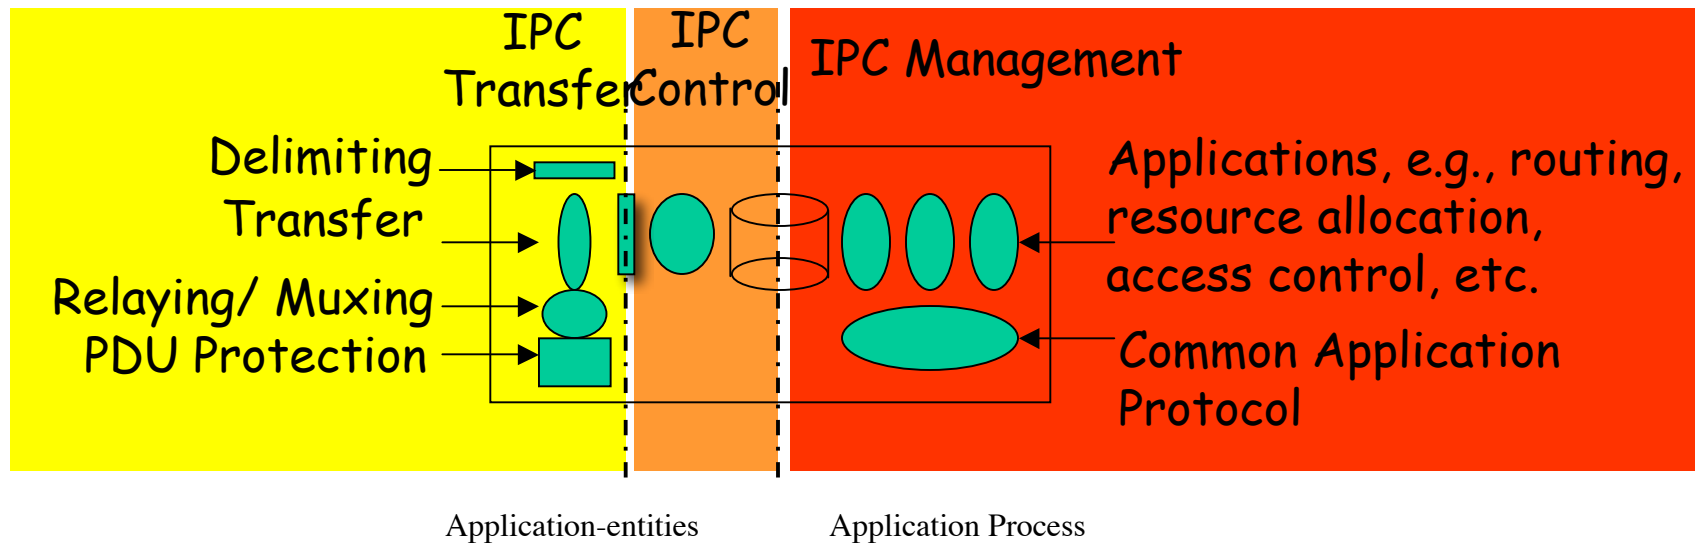 IPC
Transfer
IPC
Control
IPC Management
Delimiting
Transfer
Relaying/ Muxing
PDU Protection
Applications, e.g., routing,
resource allocation,
access control, etc.
Common Application
Protocol
Application-entities
Application Process